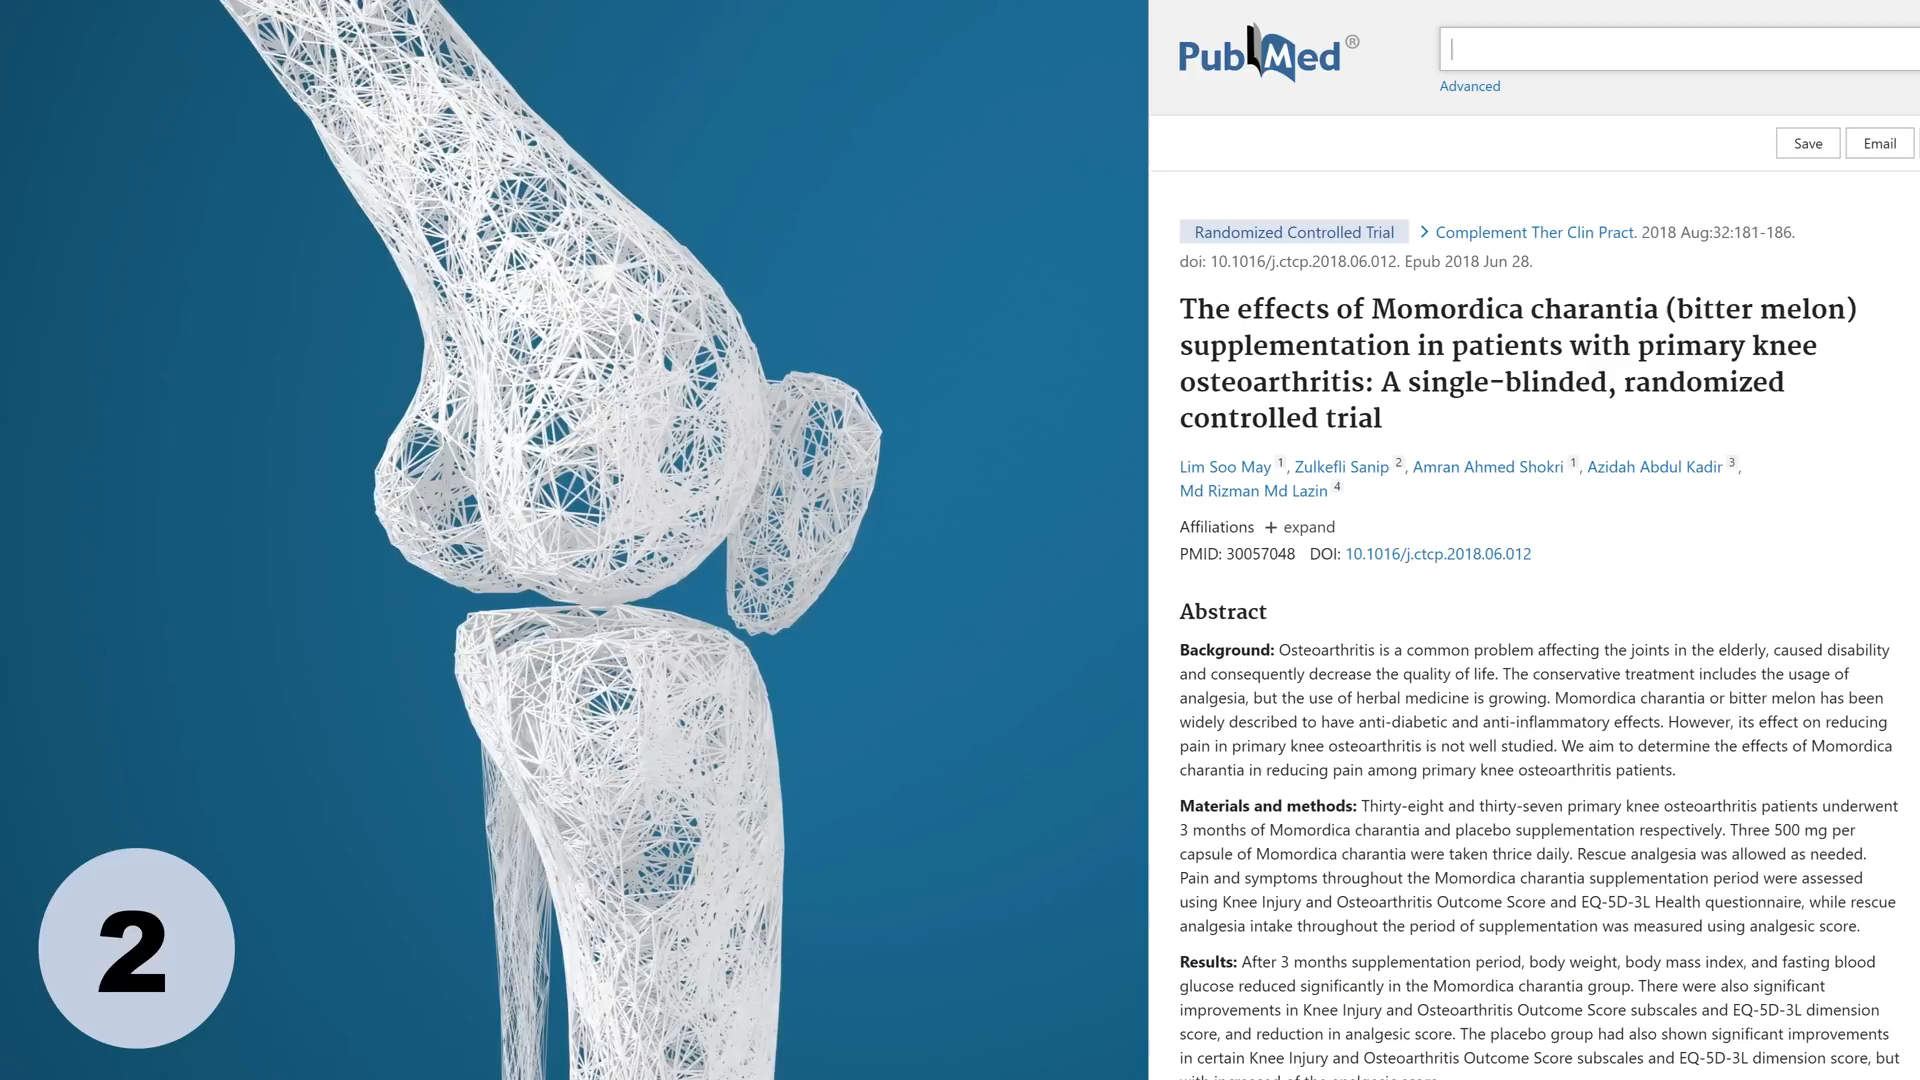 2
PubMed®
Advanced
Save Email
Randomized Controlled Trial > Complement Ther Clin Pract. 2018 Aug:32:181-186.
doi: 10.1016/j.ctcp.2018.06.012. Epub 2018 Jun 28.
The effects of Momordica charantia (bitter melon)
supplementation in patients with primary knee
osteoarthritis: A single-blinded, randomized
controlled trial
Lim Soo May 1, Zulkefli Sanip 2, Amran Ahmed Shokri 1, Azidah Abdul Kadir 3,
Md Rizman Md Lazin 4
Affiliations + expand
PMID: 30057048 DOI: 10.1016/j.ctcp.2018.06.012
Abstract
Background: Osteoarthritis is a common problem affecting the joints in the elderly, caused disability
and consequently decrease the quality of life. The conservative treatment includes the usage of
analgesia, but the use of herbal medicine is growing. Momordica charantia or bitter melon has been
widely described to have anti-diabetic and anti-inflammatory effects. However, its effect on reducing
pain in primary knee osteoarthritis is not well studied. We aim to determine the effects of Momordica
charantia in reducing pain among primary knee osteoarthritis patients.
Materials and methods: Thirty-eight and thirty-seven primary knee osteoarthritis patients underwent
3 months of Momordica charantia and placebo supplementation respectively. Three 500 mg per
capsule of Momordica charantia were taken thrice daily. Rescue analgesia was allowed as needed.
Pain and symptoms throughout the Momordica charantia supplementation period were assessed
using Knee Injury and Osteoarthritis Outcome Score and EQ-5D-3L Health questionnaire, while rescue
analgesia intake throughout the period of supplementation was measured using analgesic score.
Results: After 3 months supplementation period, body weight, body mass index, and fasting blood
glucose reduced significantly in the Momordica charantia group. There were also significant
improvements in Knee Injury and Osteoarthritis Outcome Score subscales and EQ-5D-3L dimension
score, and reduction in analgesic score. The placebo group had also shown significant improvements
in certain Knee Injury and Osteoarthritis Outcome Score subscales and EQ-5D-3L dimension score, but